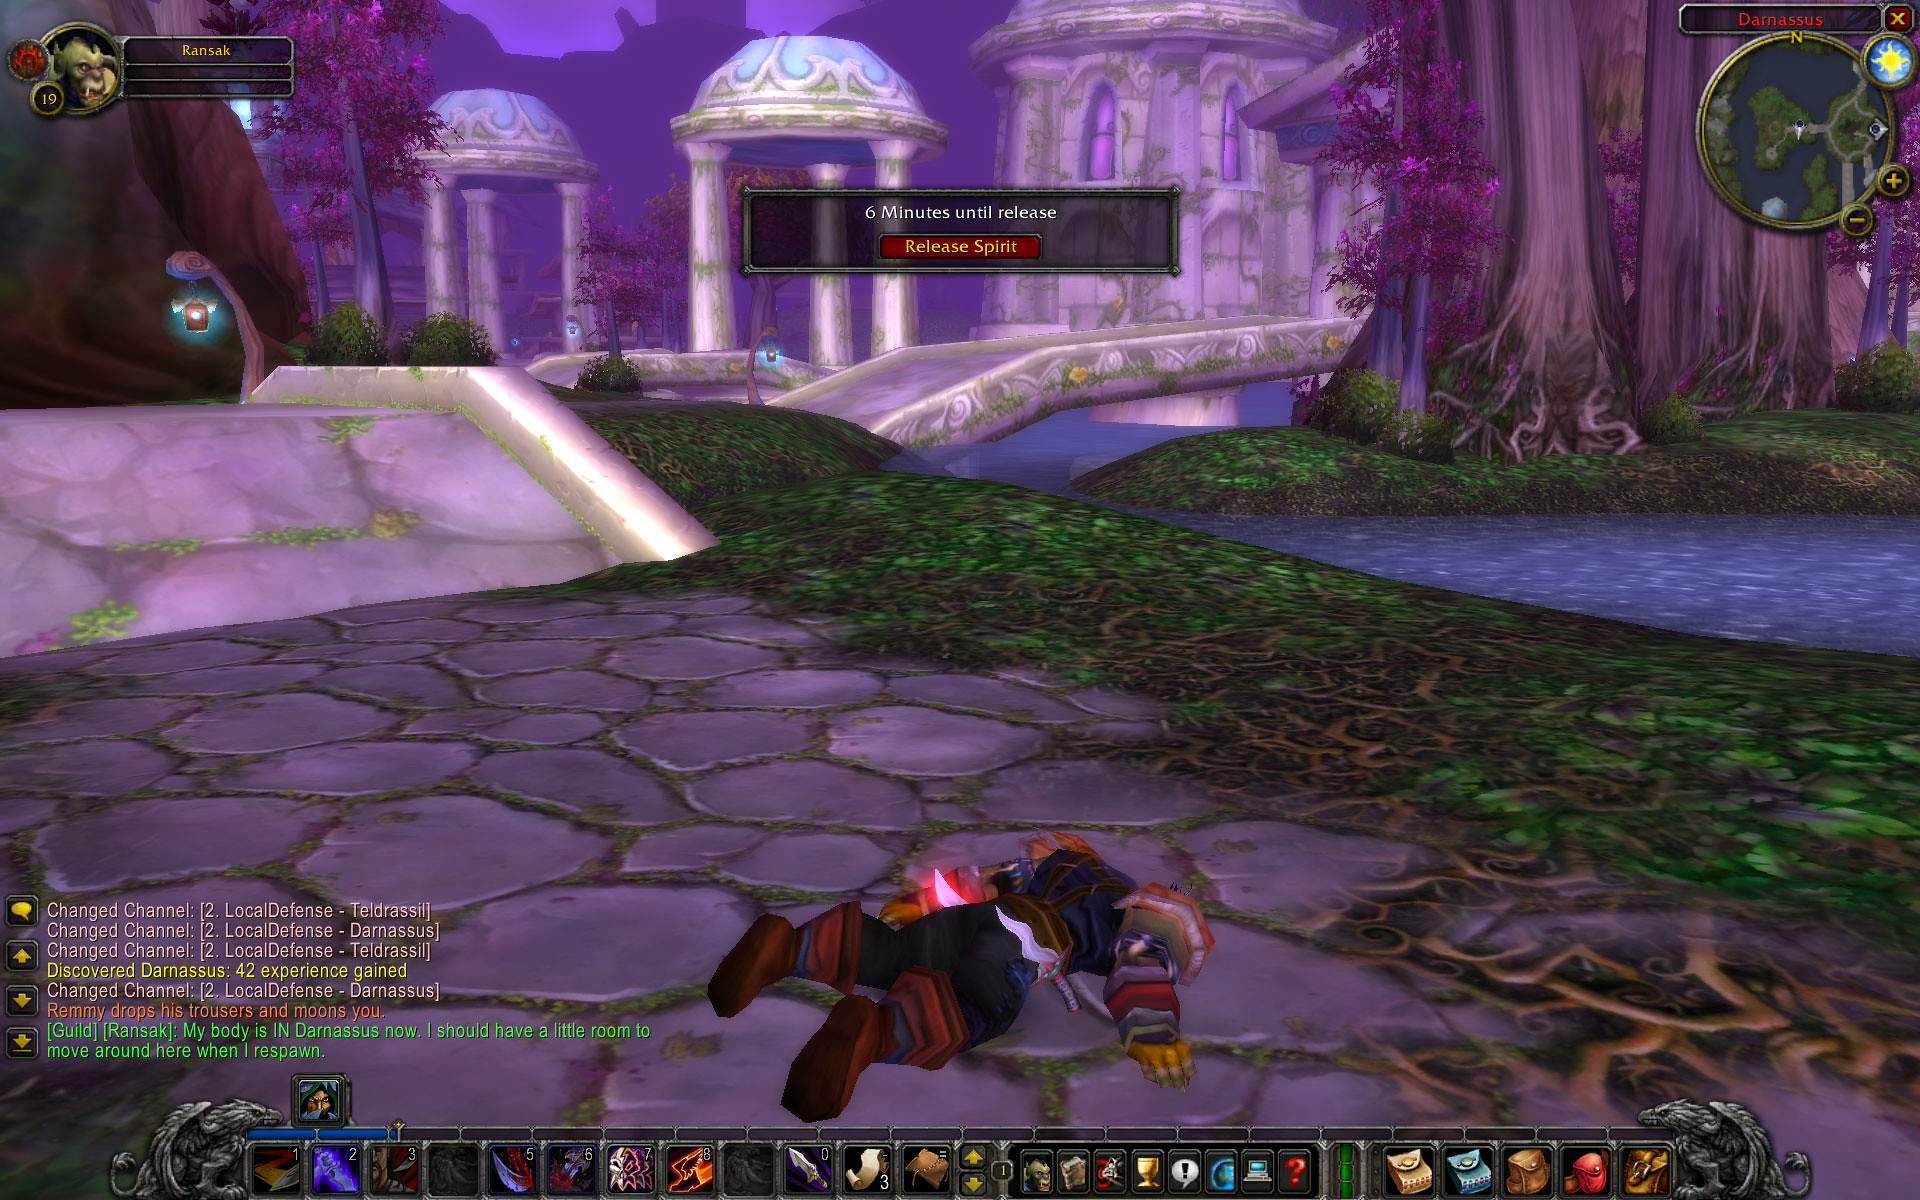 Ransak
19
Darnassus
N
6 Minutes until release
Release Spirit
Changed Channel: [2. LocalDefense - Teldrassil]
Changed Channel: [2. LocalDefense - Darnassus]
Changed Channel: [2. LocalDefense - Teldrassil]
Discovered Darnassus: 42 experience gained
Changed Channel: [2. LocalDefense - Darnassus]
Remmy drops his trousers and moons you.
[Guild] [Ransak]: My body is IN Darnassus now. I should have a little room to
move around here when I respawn.
1 2 3 5 6 7 8 0 - =
3
1